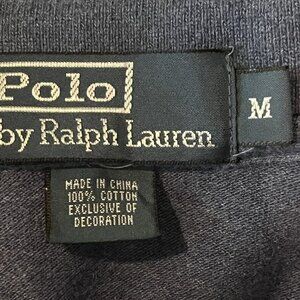 Polo
by Ralph Lauren
M
MADE IN CHINA
100% COTTON
EXCLUSIVE OF
DECORATION